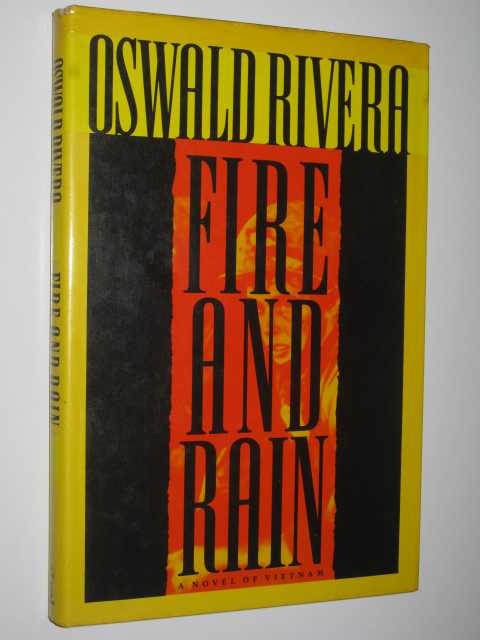 OSWALD RIVERA
FIRE
AND
RAIN
A NOVEL OF VIETNAM
OSWALD RIVERA
FIRE AND RAIN